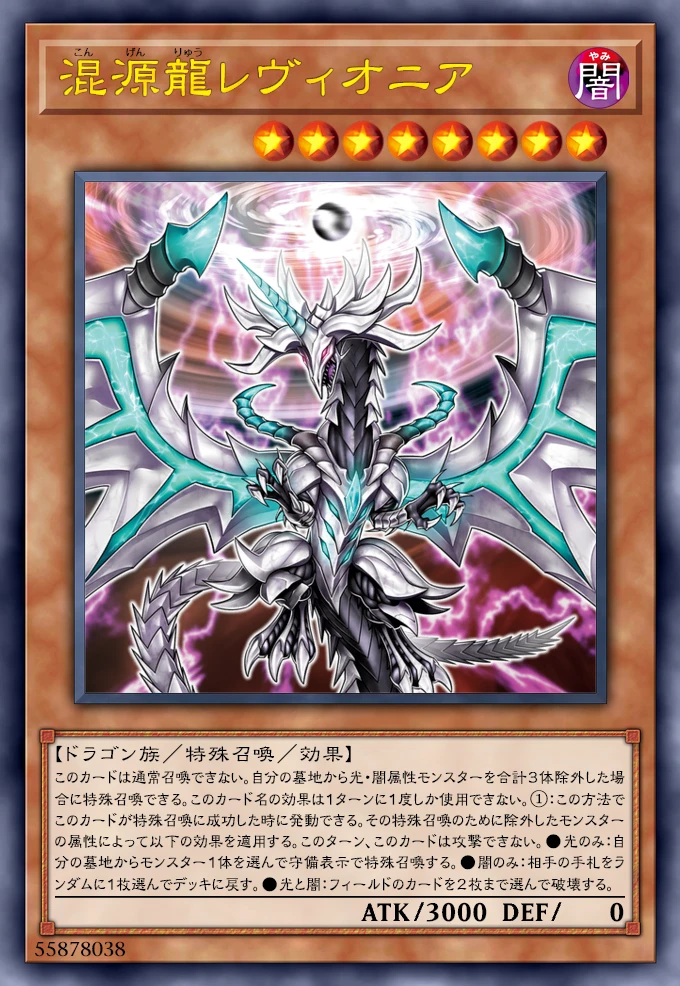 こん げん りゅう
混源龍レヴィオニア
やみ
闇
【ドラゴン族／特殊召喚／効果】
このカードは通常召喚できない。自分の墓地から光・闇属性モンスターを合計３体除外した場
合に特殊召喚できる。このカード名の効果は１ターンに１度しか使用できない。①：この方法で
このカードが特殊召喚に成功した時に発動できる。その特殊召喚のために除外したモンスター
の属性によって以下の効果を適用する。このターン、このカードは攻撃できない。●光のみ：自
分の墓地からモンスター１体を選んで守備表示で特殊召喚する。●闇のみ：相手の手札をラ
ンダムに１枚選んでデッキに戻す。●光と闇：フィールドのカードを２枚まで選んで破壊する。
ATK/3000 DEF/ 0
55878038